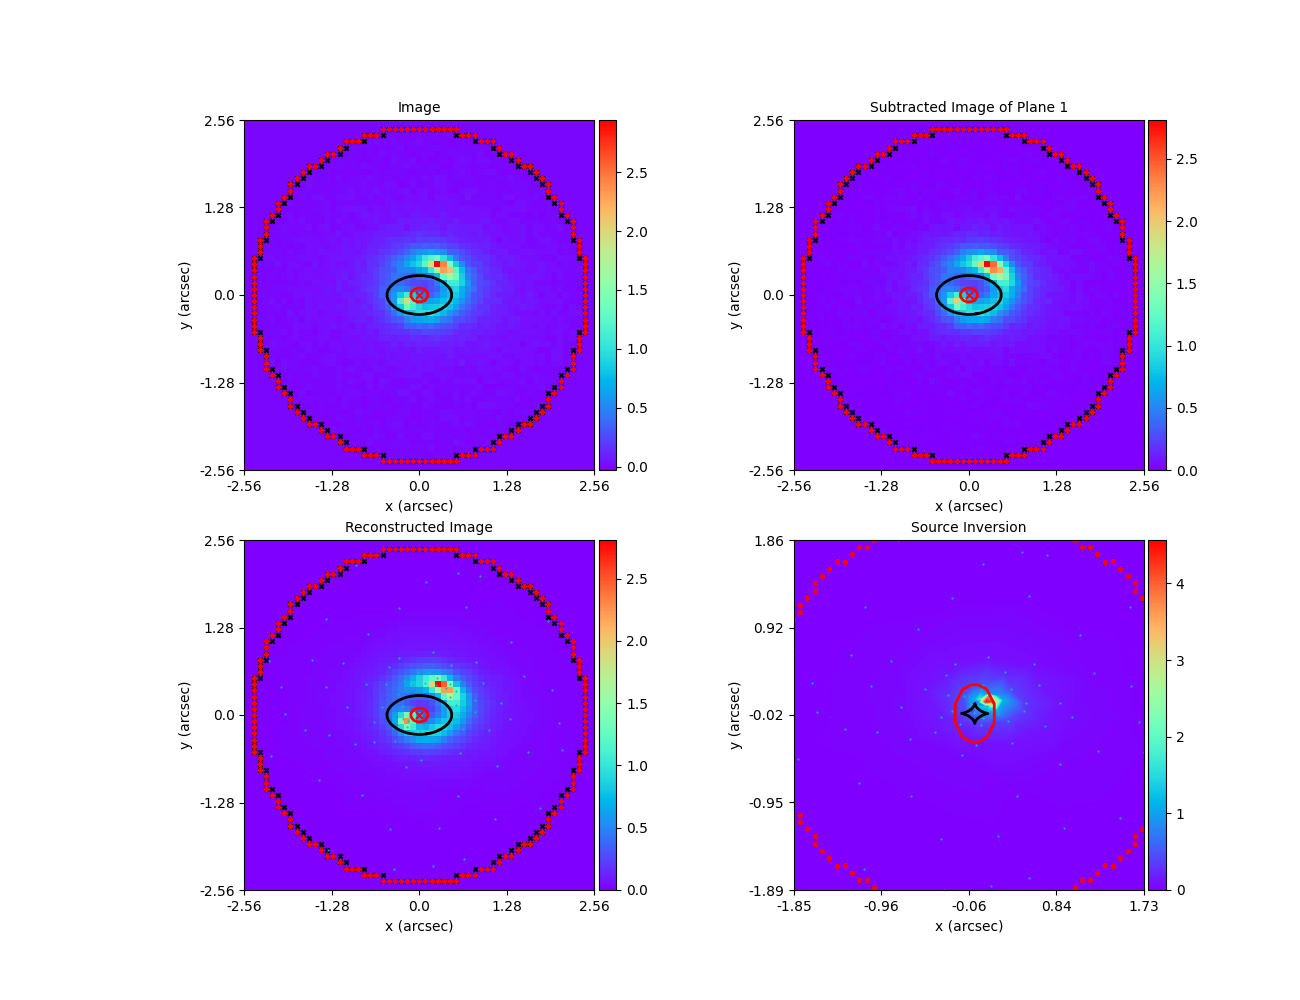 Image
2.56
1.28
0.0
-1.28
-2.56
-2.56 -1.28 0.0 1.28 2.56
x (arcsec)
y (arcsec)
2.5
2.0
1.5
1.0
0.5
0.0
Subtracted Image of Plane 1
2.56
1.28
0.0
-1.28
-2.56
-2.56 -1.28 0.0 1.28 2.56
x (arcsec)
y (arcsec)
2.5
2.0
1.5
1.0
0.5
0.0
Reconstructed Image
2.56
1.28
0.0
-1.28
-2.56
-2.56 -1.28 0.0 1.28 2.56
x (arcsec)
y (arcsec)
2.5
2.0
1.5
1.0
0.5
0.0
Source Inversion
1.86
0.92
-0.02
-0.95
-1.89
-1.85 -0.96 -0.06 0.84 1.73
x (arcsec)
y (arcsec)
4
3
2
1
0